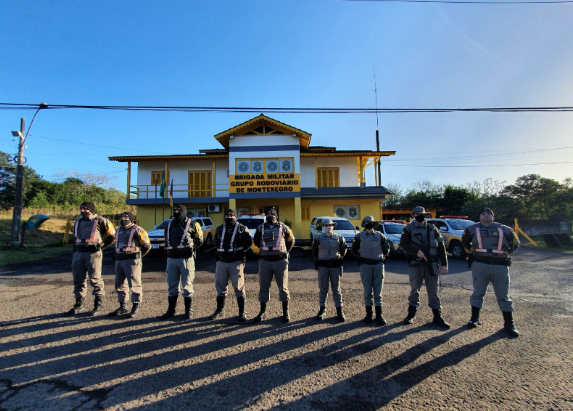 BRIGADA MILITAR
GRUPO RODOVIÁRIO
DE MONTENEGRO